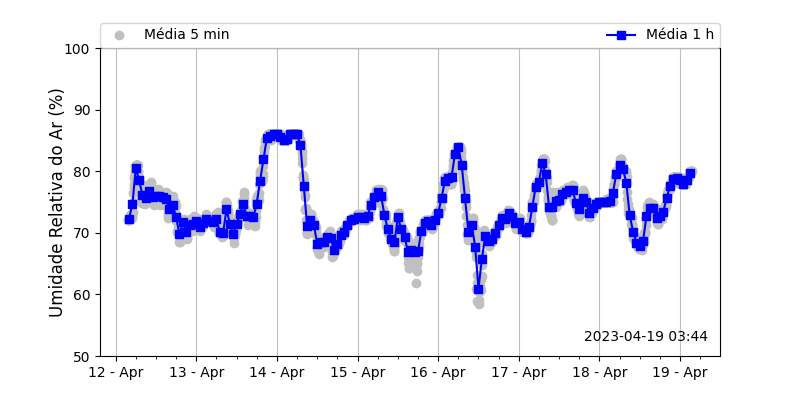 Média 5 min Média 1 h
Umidade Relativa do Ar (%)
100
90
80
70
60
50
2023-04-19 03:44
12 - Apr 13 - Apr 14 - Apr 15 - Apr 16 - Apr 17 - Apr 18 - Apr 19 - Apr